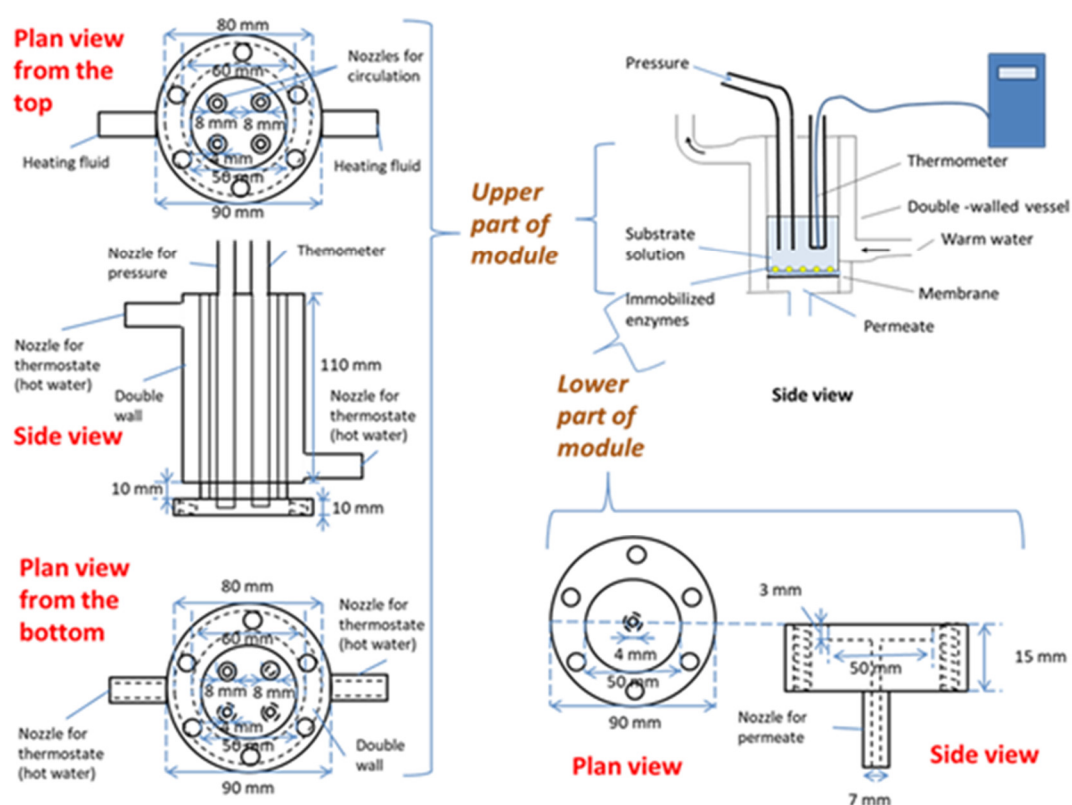 Plan view
from the
top
80 mm
60 mm
Nozzles for
circulation
8 mm
8 mm
4 mm
50 mm
90 mm
Heating fluid
Heating fluid
Nozzle for
pressure
Themometer
Nozzle for
thermostate
(hot water)
Double
wall
110 mm
Nozzle for
thermostate
(hot water)
Side view
10 mm
10 mm
Plan view
from the
bottom
80 mm
60 mm
Nozzle for
thermostate
(hot water)
8 mm
8 mm
4 mm
50 mm
90 mm
Nozzle for
thermostate
(hot water)
Double
wall
Upper
part of
module
Pressure
Thermometer
Double -walled vessel
Warm water
Substrate
solution
Immobilized
enzymes
Membrane
Permeate
Side view
Lower
part of
module
4 mm
50 mm
90 mm
Plan view
3 mm
50 mm
15 mm
Nozzle for
permeate
7 mm
Side view